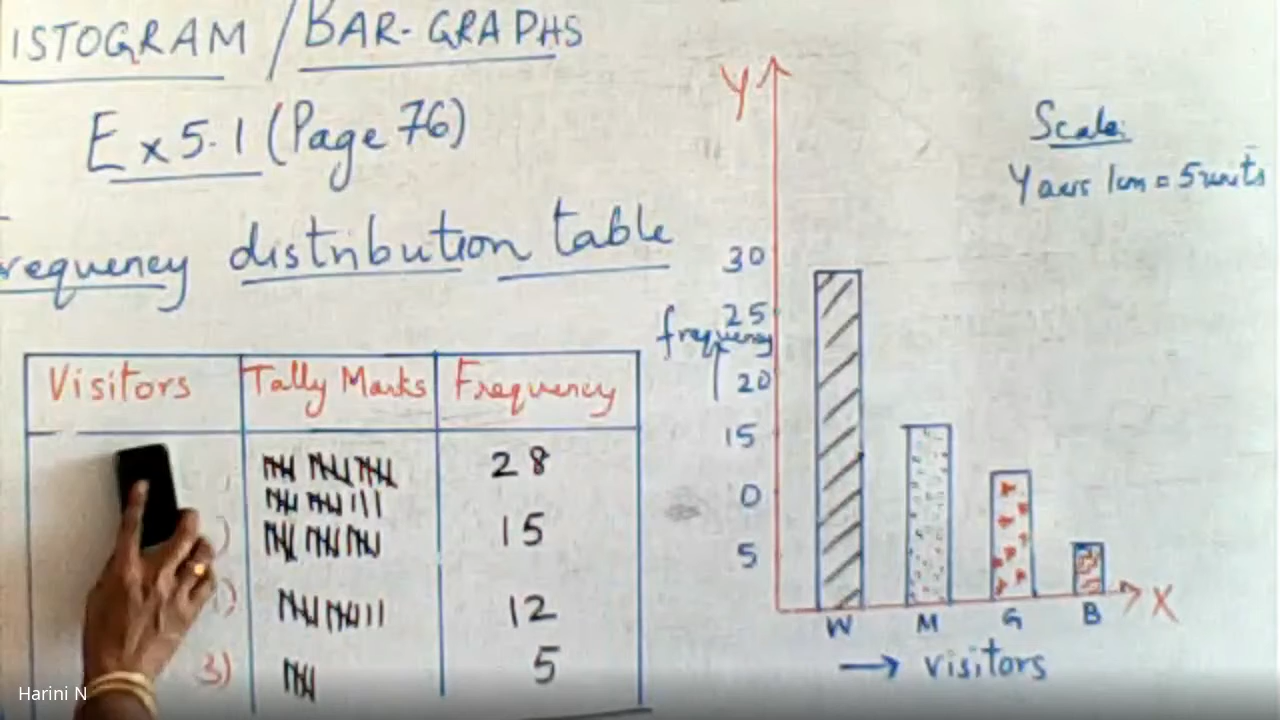 ISTOGRAM / BAR-GRAPHS
Ex 5.1 (Page 76)
requency distribution table
Visitors Tally Marks Frequency
28
) 15
) 12
3) 5
Y
Scale:
Y axis 1cm = 5 units
30
25
frequency
20
15
0
5
W M G B X
→ visitors
Harini N